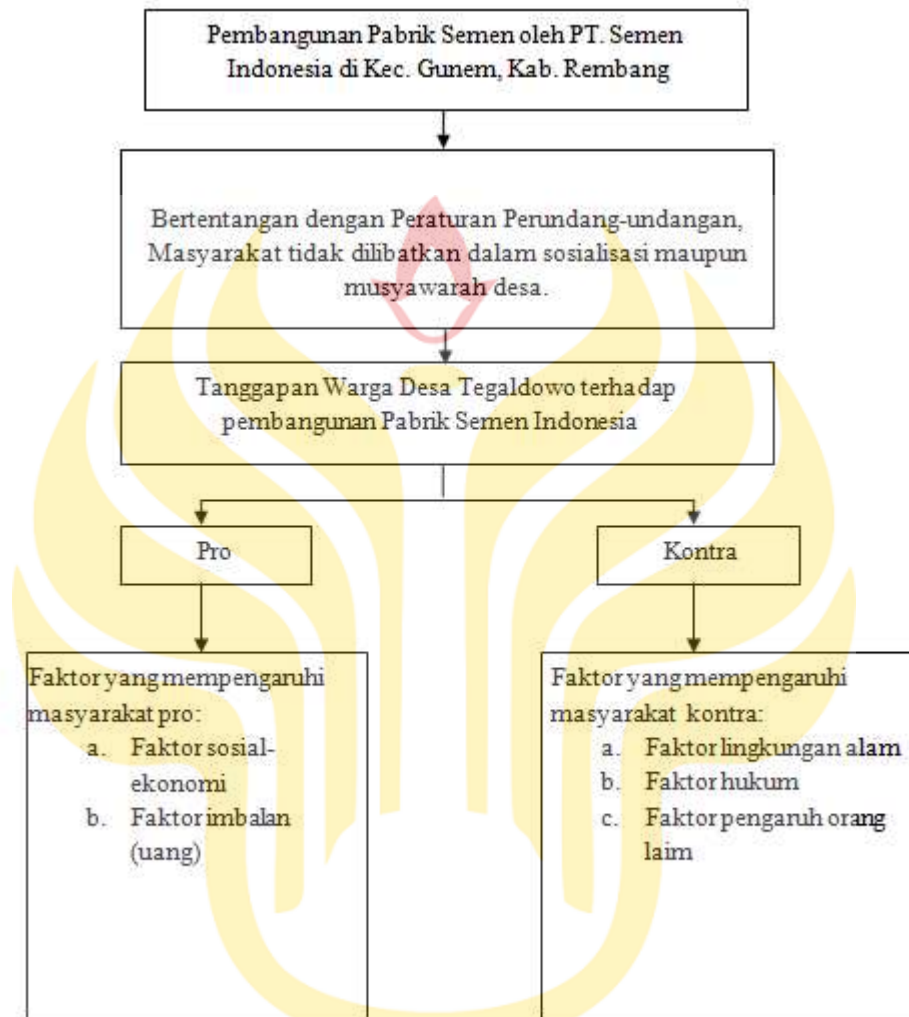 Pembangunan Pabrik Semen oleh PT. Semen
Indonesia di Kec. Gunem, Kab. Rembang
Bertentangan dengan Peraturan Perundang-undangan,
Masyarakat tidak dilibatkan dalam sosialisasi maupun
musyawarah desa.
Tanggapan Warga Desa Tegaldowo terhadap
pembangunan Pabrik Semen Indonesia
Pro
Kontra
Faktor yang mempengaruhi
masyarakat pro:
a. Faktor sosial-
ekonomi
b. Faktor imbalan
(uang)
Faktor yang mempengaruhi
masyarakat kontra:
a. Faktor lingkungan alam
b. Faktor hukum
c. Faktor pengaruh orang
laim